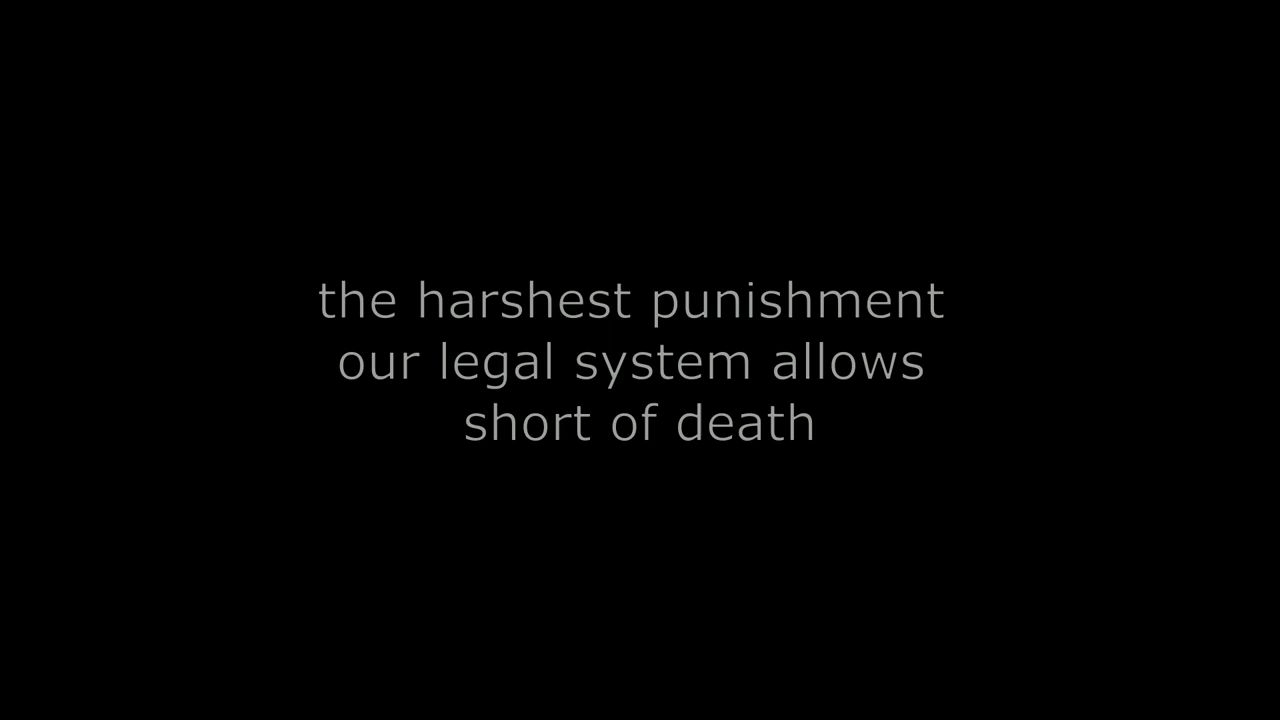 the harshest punishment
our legal system allows
short of death